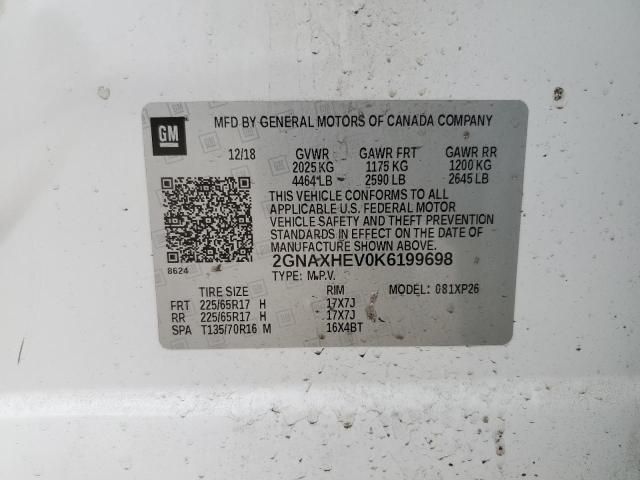 GM
MFD BY GENERAL MOTORS OF CANADA COMPANY
12/18 GVWR GAWR FRT GAWR RR
2025 KG 1175 KG 1200 KG
4464 LB 2590 LB 2645 LB
THIS VEHICLE CONFORMS TO ALL
APPLICABLE U.S. FEDERAL MOTOR
VEHICLE SAFETY AND THEFT PREVENTION
STANDARDS IN EFFECT ON THE DATE OF
MANUFACTURE SHOWN ABOVE.
8624
2GNAXHEV0K6199698
TYPE: M.P.V. MODEL: 081XP26
TIRE SIZE RIM
FRT 225/65R17 H 17X7J
RR 225/65R17 H 17X7J
SPA T135/70R16 M 16X4BT